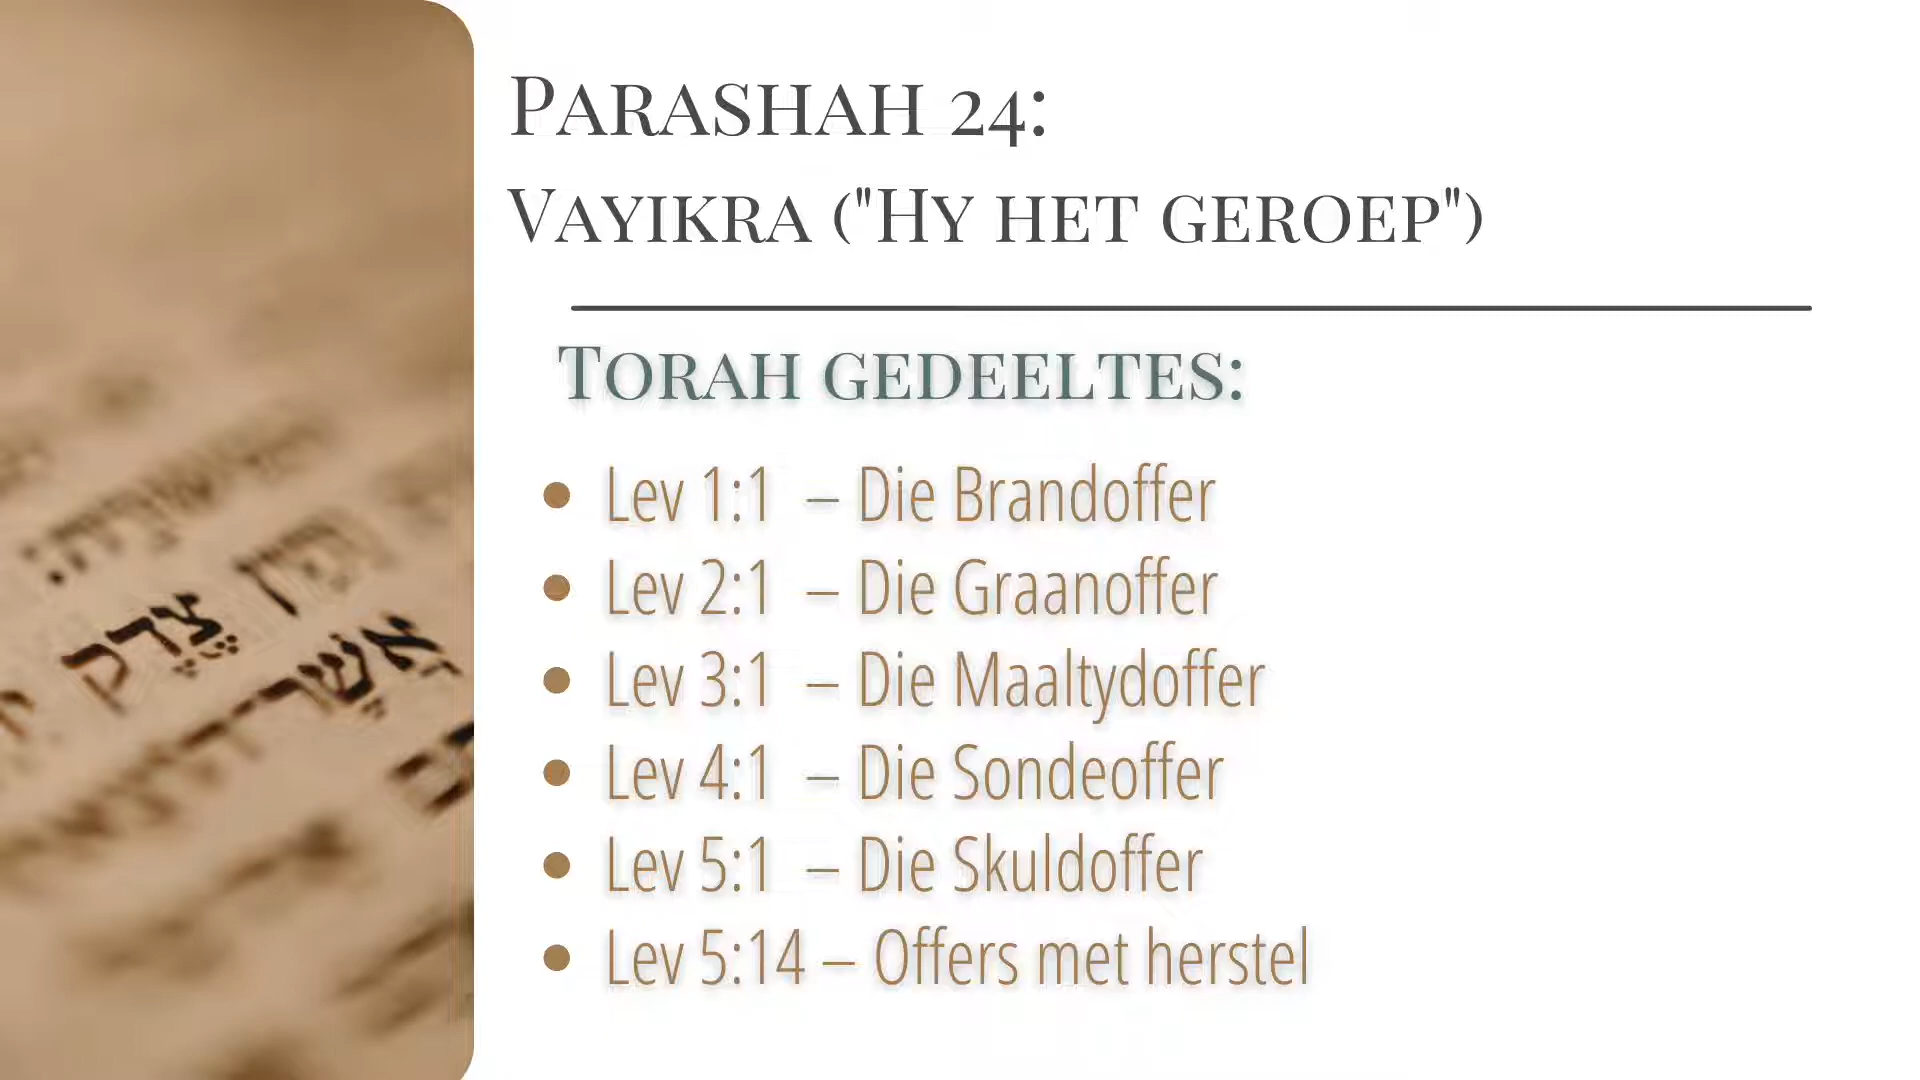 Parashah 24:
Vayikra ("Hy het geroep")
Torah gedeeltes:
• Lev 1:1 – Die Brandoffer
• Lev 2:1 – Die Graanoffer
• Lev 3:1 – Die Maaltydoffer
• Lev 4:1 – Die Sondeoffer
• Lev 5:1 – Die Skuldoffer
• Lev 5:14 – Offers met herstel
צֶדֶק
אֲשֶׁר